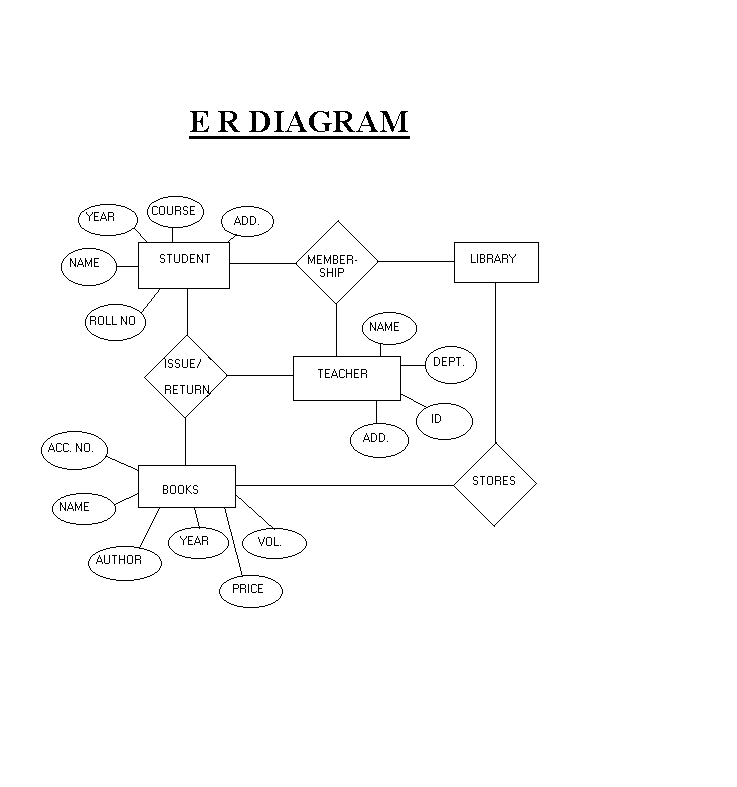 E R DIAGRAM
YEAR
COURSE
ADD.
NAME
STUDENT
ROLL NO
MEMBER-
SHIP
LIBRARY
NAME
ISSUE/
RETURN
TEACHER
DEPT.
ID
ADD.
ACC. NO.
BOOKS
STORES
NAME
AUTHOR
YEAR
VOL.
PRICE